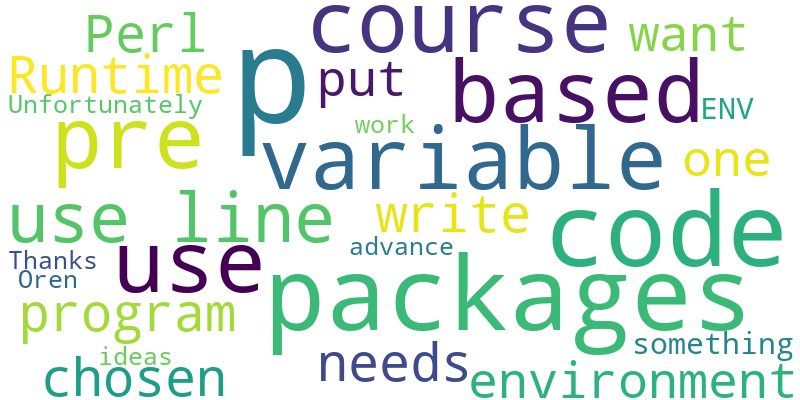 Perl
course
want
Runtime
p
put
based
Unfortunately
ENV
pre
work
variable
one
use line
write
code
Thanks
use
advance
Oren
packages
program
something
ideas
needs
chosen
environment